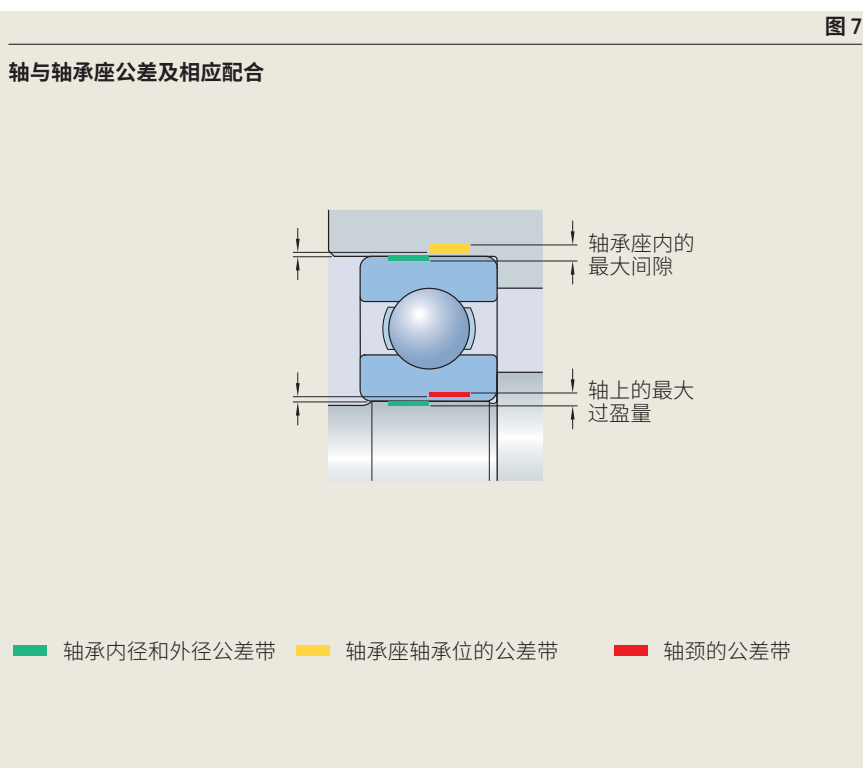 图 7
轴与轴承座公差及相应配合
轴承座内的
最大间隙
轴上的最大
过盈量
轴承内径和外径公差带
轴承座轴承位的公差带
轴颈的公差带